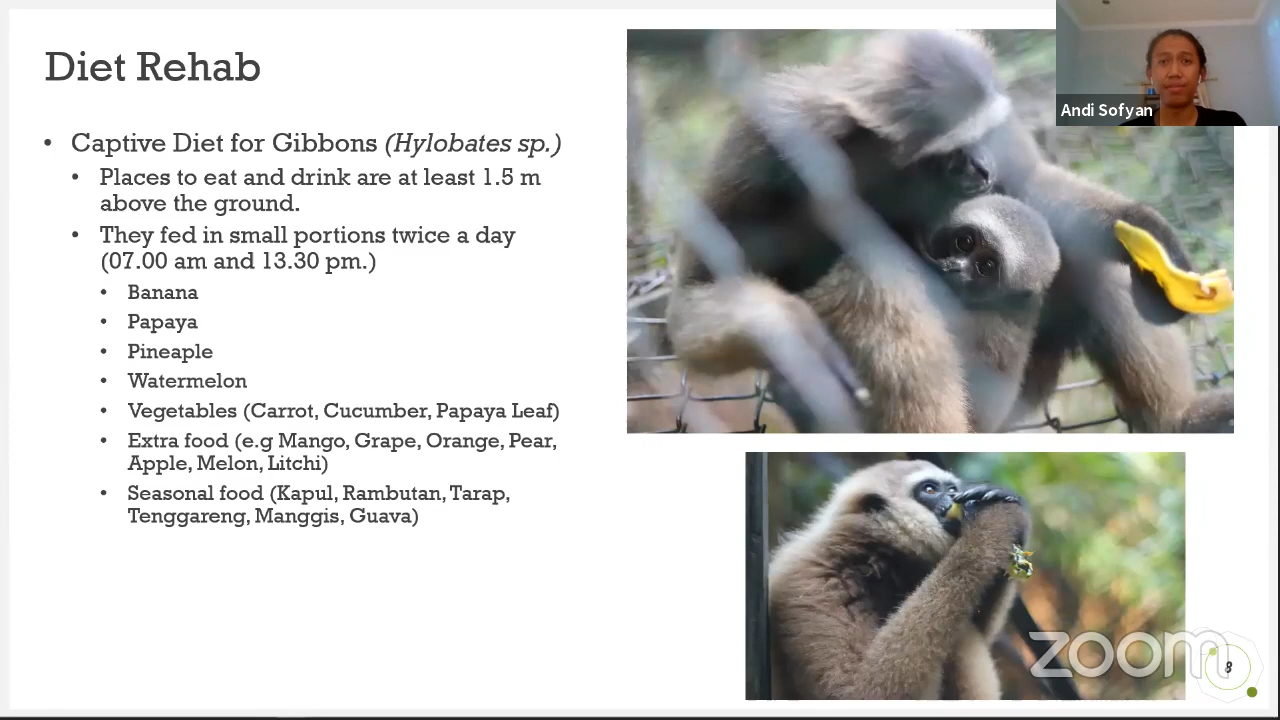 Diet Rehab
• Captive Diet for Gibbons (Hylobates sp.)
• Places to eat and drink are at least 1.5 m
above the ground.
• They fed in small portions twice a day
(07.00 am and 13.30 pm.)
• Banana
• Papaya
• Pineaple
• Watermelon
• Vegetables (Carrot, Cucumber, Papaya Leaf)
• Extra food (e.g Mango, Grape, Orange, Pear,
Apple, Melon, Litchi)
• Seasonal food (Kapul, Rambutan, Tarap,
Tenggareng, Manggis, Guava)
Andi Sofyan
zoom
8